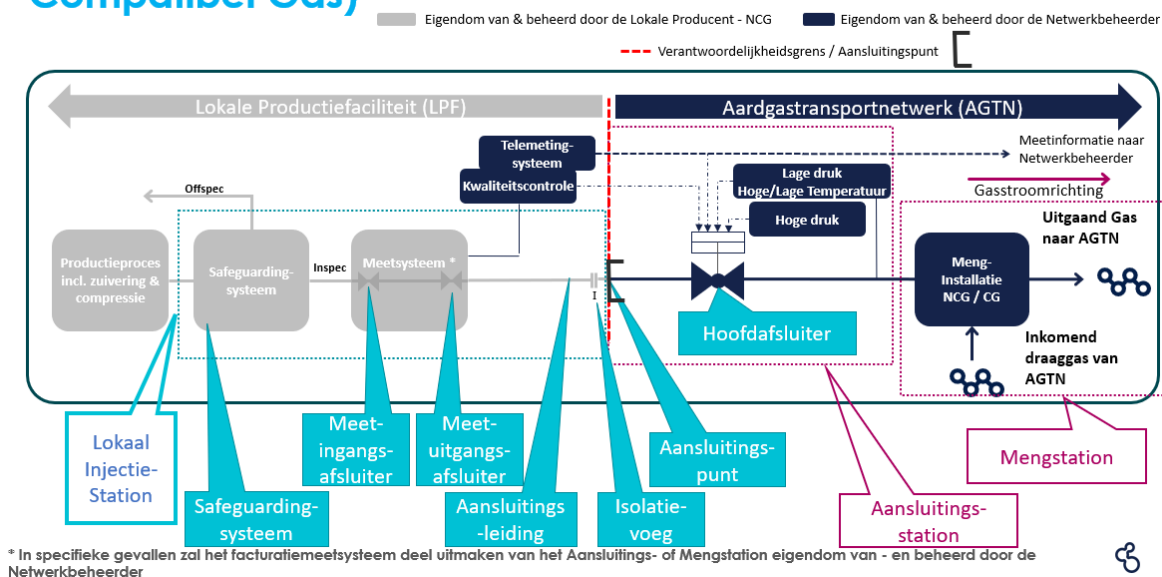 Compatibel Gas)
Eigendom van & beheerd door de Lokale Producent - NCG
Eigendom van & beheerd door de Netwerkbeheerder
Verantwoordelijkheidsgrens / Aansluitingspunt
Lokale Productiefaciliteit (LPF)
Aardgastransportnetwerk (AGTN)
Telemeting-
systeem
Kwaliteitscontrole
Lage druk
Hoge/Lage Temperatuur
Hoge druk
Meetinformatie naar
Netwerkbeheerder
Gasstroomrichting
Offspec
Productieproces
incl. zuivering &
compressie
Safeguarding-
systeem
Inspec
Meetsysteem *
I
Meng-
Installatie
NCG / CG
Uitgaand Gas
naar AGTN
Inkomend
draaggas van
AGTN
Hoofdafsluiter
Lokaal
Injectie-
Station
Safeguarding-
systeem
Meet-
ingangs-
afsluiter
Meet-
uitgangs-
afsluiter
Aansluitings
-leiding
Isolatie-
voeg
Aansluitings-
punt
Aansluitings-
station
Mengstation
* In specifieke gevallen zal het facturatiemeetsysteem deel uitmaken van het Aansluitings- of Mengstation eigendom van - en beheerd door de
Netwerkbeheerder